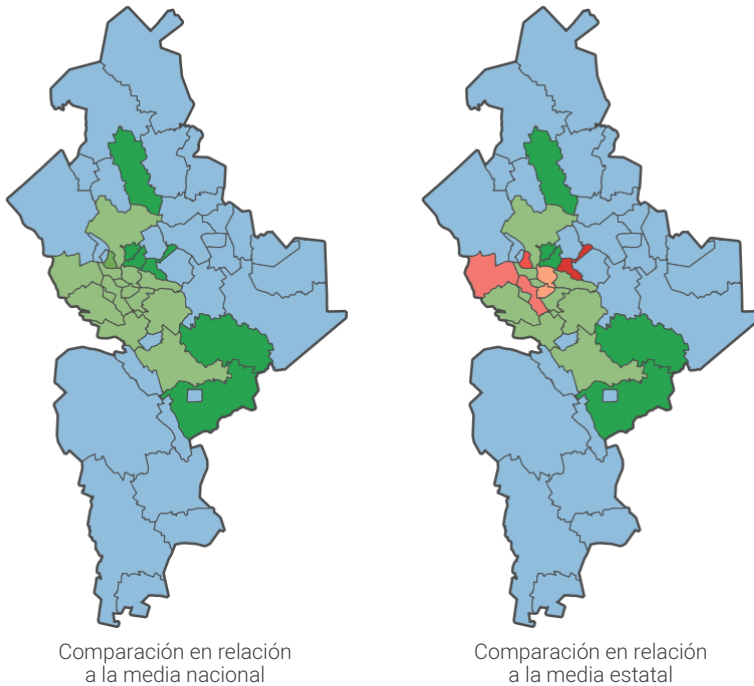 Comparación en relación
a la media nacional
Comparación en relación
a la media estatal